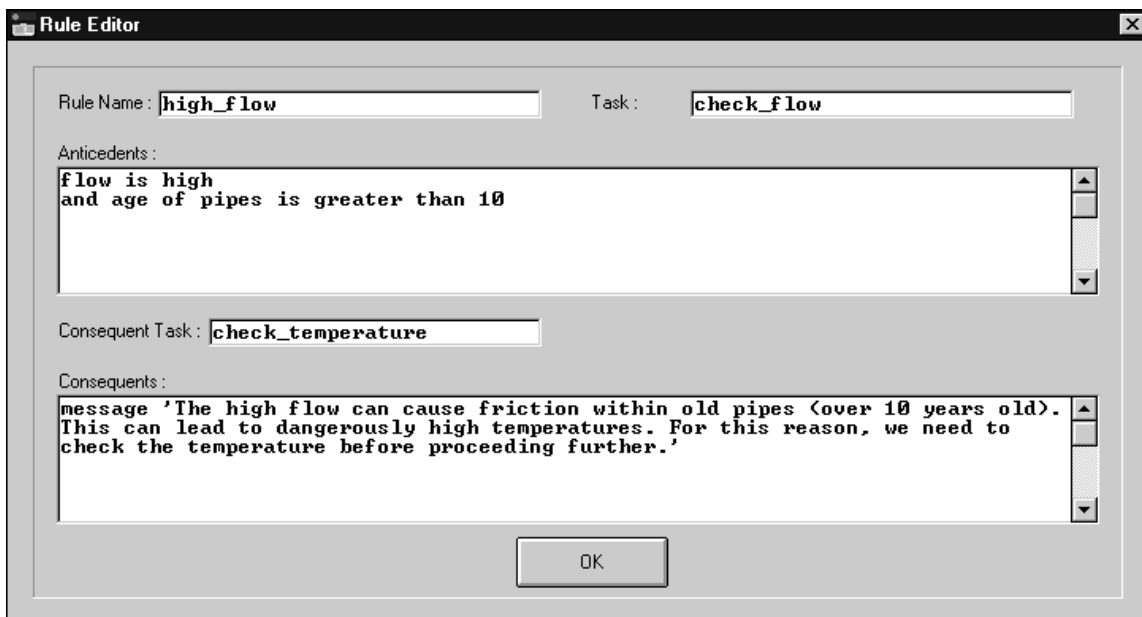 Rule Editor
Rule Name : high_flow Task : check_flow
Anticedents :
flow is high
and age of pipes is greater than 10
Consequent Task : check_temperature
Consequents :
message 'The high flow can cause friction within old pipes (over 10 years old).
This can lead to dangerously high temperatures. For this reason, we need to
check the temperature before proceeding further.'
OK